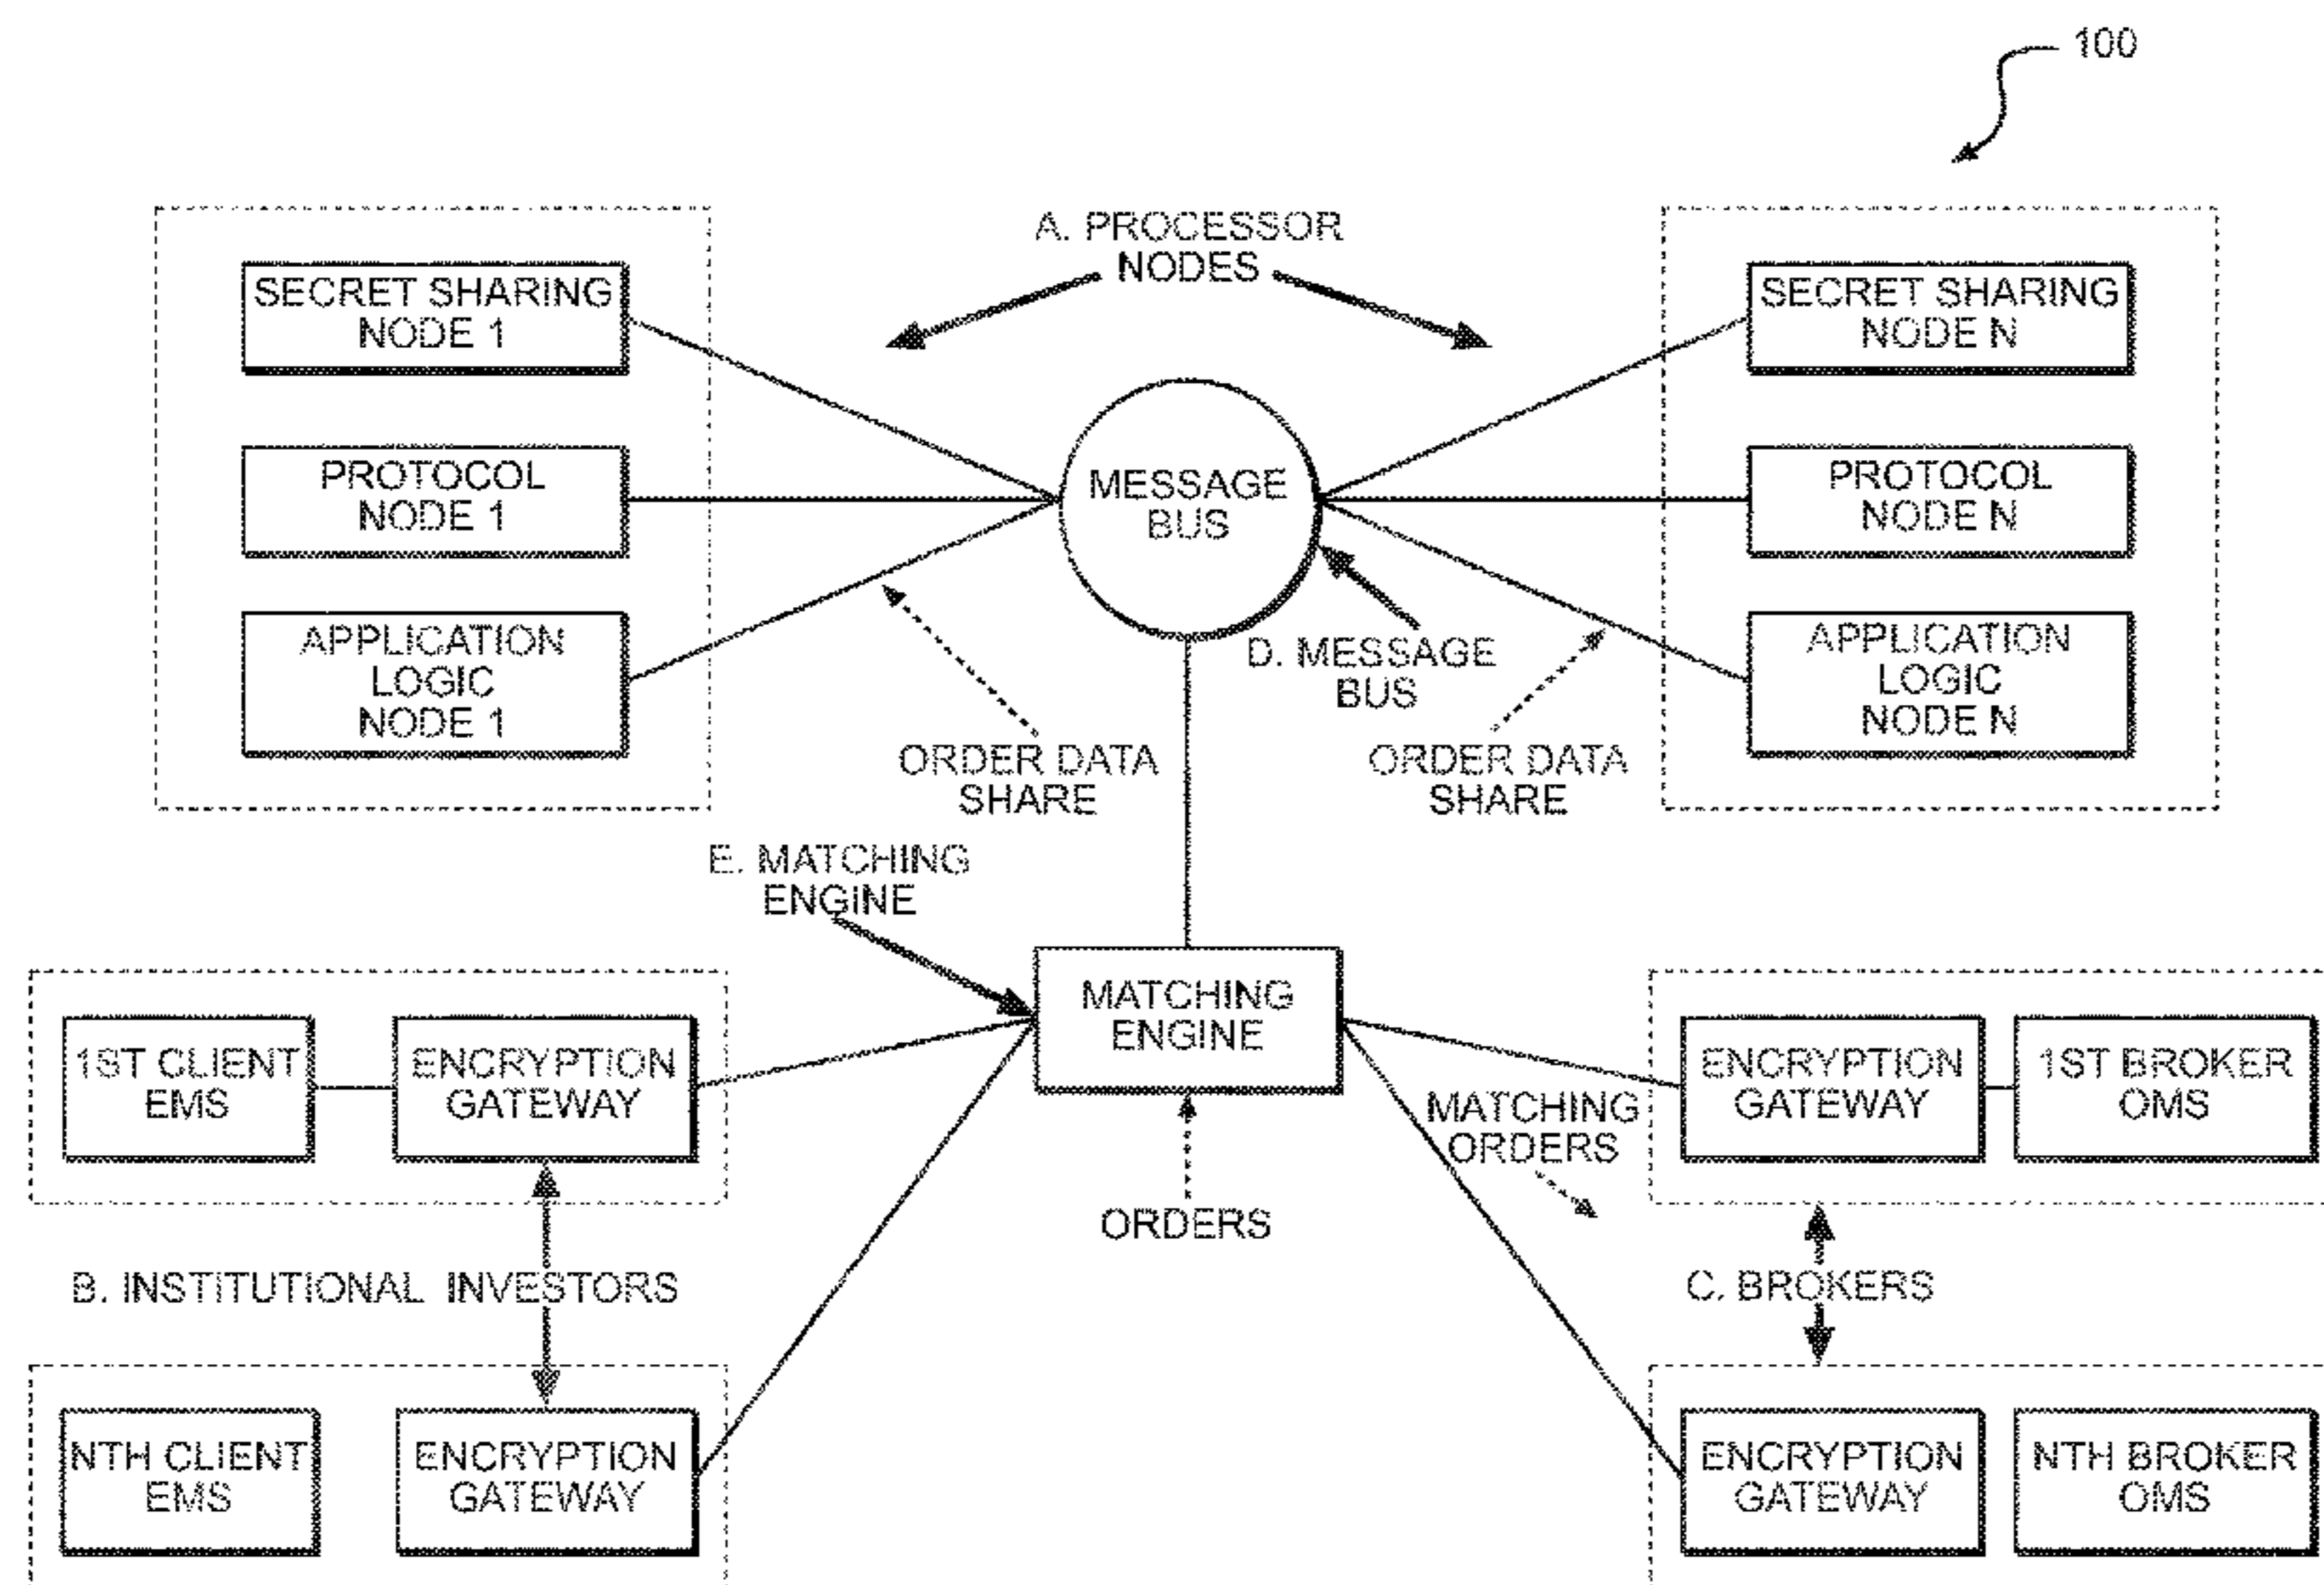 100
A. PROCESSOR
NODES
SECRET SHARING
NODE 1
SECRET SHARING
NODE N
PROTOCOL
NODE 1
MESSAGE
BUS
PROTOCOL
NODE N
APPLICATION
LOGIC
NODE 1
D. MESSAGE
BUS
APPLICATION
LOGIC
NODE N
ORDER DATA
SHARE
ORDER DATA
SHARE
E. MATCHING
ENGINE
1ST CLIENT
EMS
ENCRYPTION
GATEWAY
MATCHING
ENGINE
ENCRYPTION
GATEWAY
1ST BROKER
OMS
MATCHING
ORDERS
ORDERS
B. INSTITUTIONAL INVESTORS
C. BROKERS
NTH CLIENT
EMS
ENCRYPTION
GATEWAY
ENCRYPTION
GATEWAY
NTH BROKER
OMS